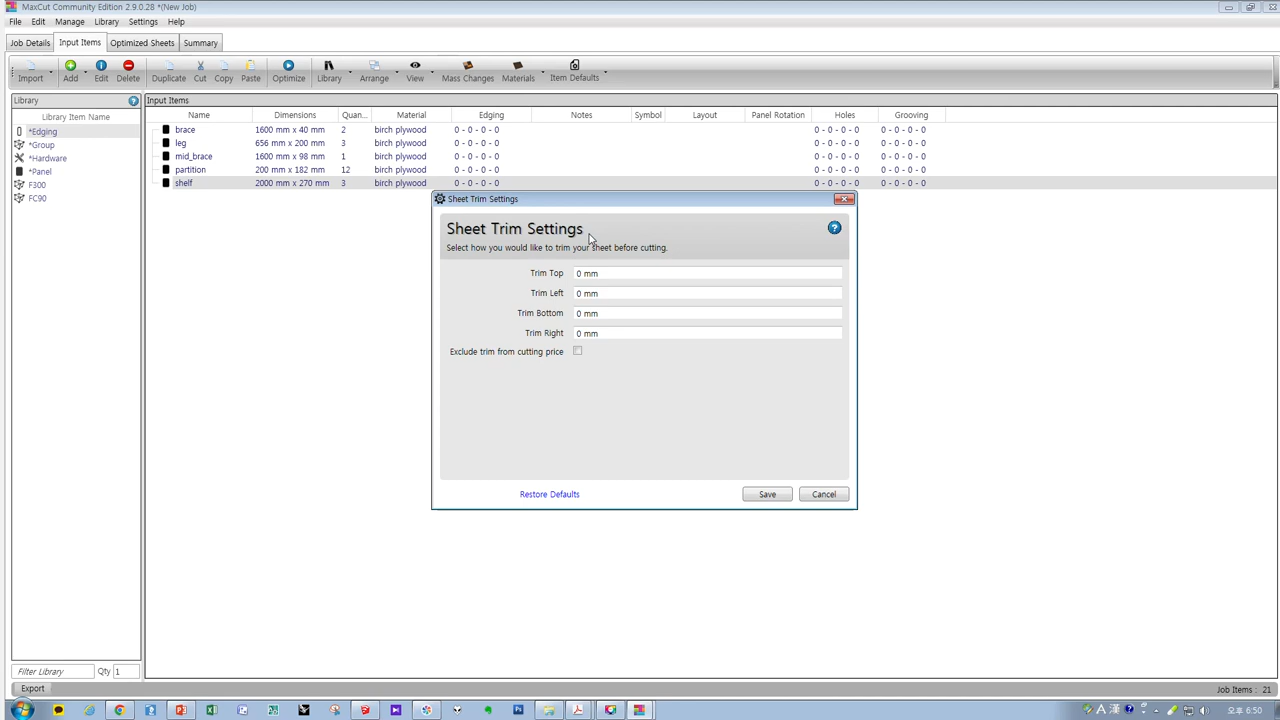 MaxCut Community Edition 2.9.0.28 *(New Job)
File Edit Manage Library Settings Help
Job Details Input Items Optimized Sheets Summary
Import Add Edit Delete Duplicate Cut Copy Paste Optimize Library Arrange View Mass Changes Materials Item Defaults
Library
Library Item Name
*Edging
*Group
*Hardware
*Panel
F300
FC90
Filter Library Qty 1
Input Items
Name Dimensions Quan... Material Edging Notes Symbol Layout Panel Rotation Holes Grooving
brace 1600 mm x 40 mm 2 birch plywood 0 - 0 - 0 - 0 0 - 0 - 0 - 0 0 - 0 - 0 - 0
leg 656 mm x 200 mm 3 birch plywood 0 - 0 - 0 - 0 0 - 0 - 0 - 0 0 - 0 - 0 - 0
mid_brace 1600 mm x 98 mm 1 birch plywood 0 - 0 - 0 - 0 0 - 0 - 0 - 0 0 - 0 - 0 - 0
partition 200 mm x 182 mm 12 birch plywood 0 - 0 - 0 - 0 0 - 0 - 0 - 0 0 - 0 - 0 - 0
shelf 2000 mm x 270 mm 3 birch plywood 0 - 0 - 0 - 0 0 - 0 - 0 - 0 0 - 0 - 0 - 0
Sheet Trim Settings
Sheet Trim Settings
Select how you would like to trim your sheet before cutting.
Trim Top 0 mm
Trim Left 0 mm
Trim Bottom 0 mm
Trim Right 0 mm
Exclude trim from cutting price
Restore Defaults Save Cancel
Export Job Items : 21
A 漢 오후 6:50